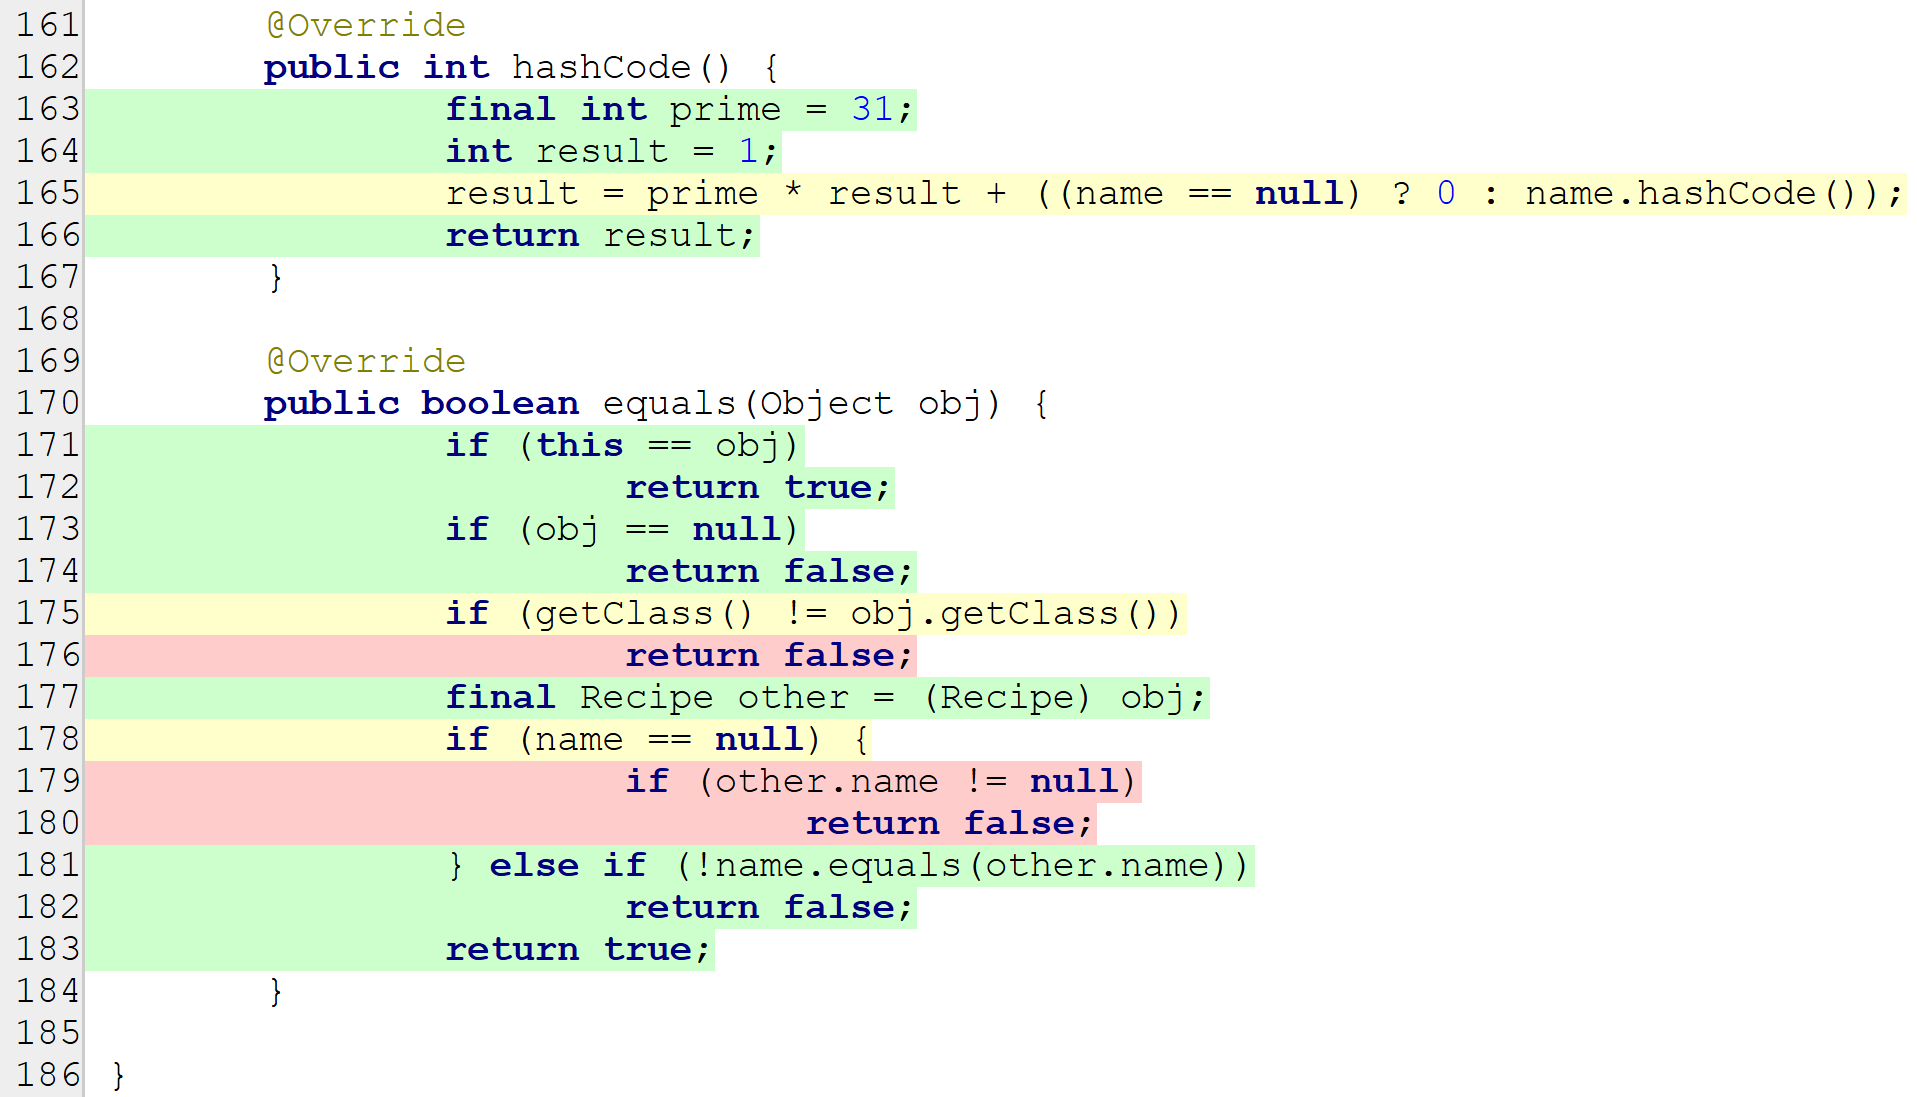 161 @Override
162 public int hashCode() {
163 final int prime = 31;
164 int result = 1;
165 result = prime * result + ((name == null) ? 0 : name.hashCode());
166 return result;
167 }
168
169 @Override
170 public boolean equals(Object obj) {
171 if (this == obj)
172 return true;
173 if (obj == null)
174 return false;
175 if (getClass() != obj.getClass())
176 return false;
177 final Recipe other = (Recipe) obj;
178 if (name == null) {
179 if (other.name != null)
180 return false;
181 } else if (!name.equals(other.name))
182 return false;
183 return true;
184 }
185
186 }